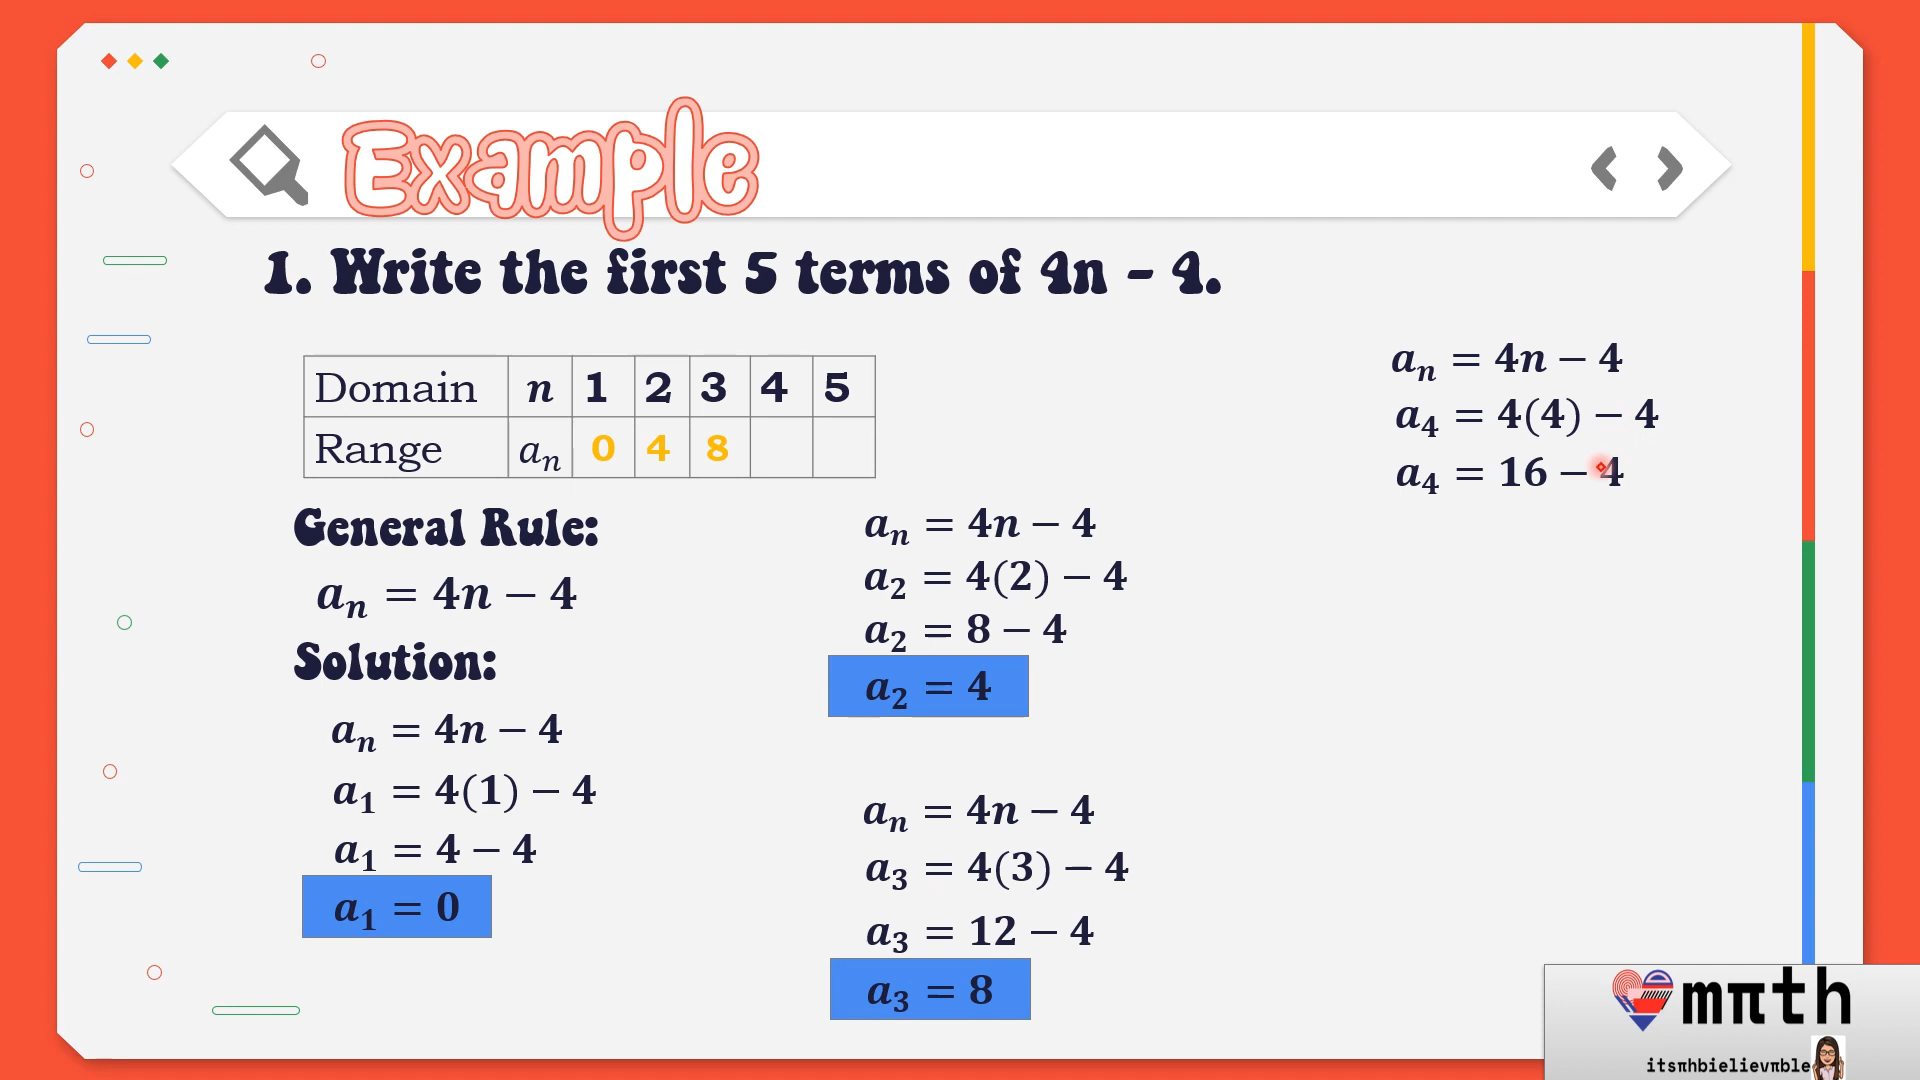 Example
1. Write the first 5 terms of 4n – 4.
Domain n 1 2 3 4 5
Range aₙ 0 4 8
General Rule:
aₙ = 4n − 4
Solution:
aₙ = 4n − 4
a₁ = 4(1) − 4
a₁ = 4 − 4
a₁ = 0
aₙ = 4n − 4
a₂ = 4(2) − 4
a₂ = 8 − 4
a₂ = 4
aₙ = 4n − 4
a₃ = 4(3) − 4
a₃ = 12 − 4
a₃ = 8
aₙ = 4n − 4
a₄ = 4(4) − 4
a₄ = 16 − 4
mπth
itsπhbielievπble